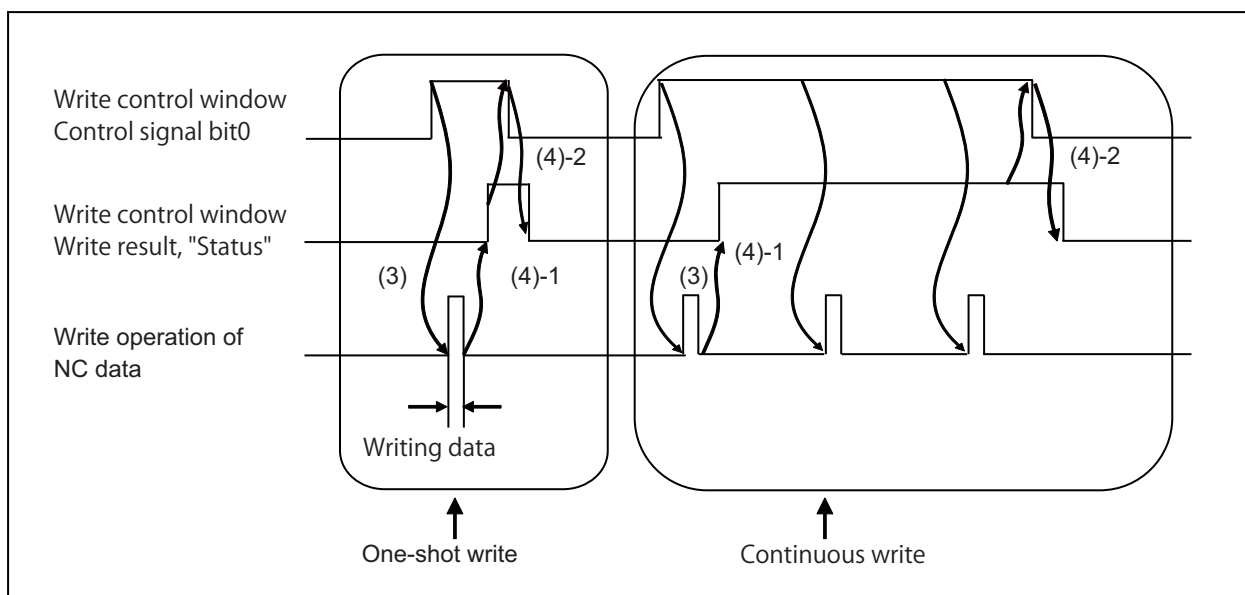 Write control window
Control signal bit0
(4)-2
(4)-2
Write control window
Write result, "Status"
(3)
(4)-1
(3)
(4)-1
Write operation of
NC data
Writing data
One-shot write
Continuous write